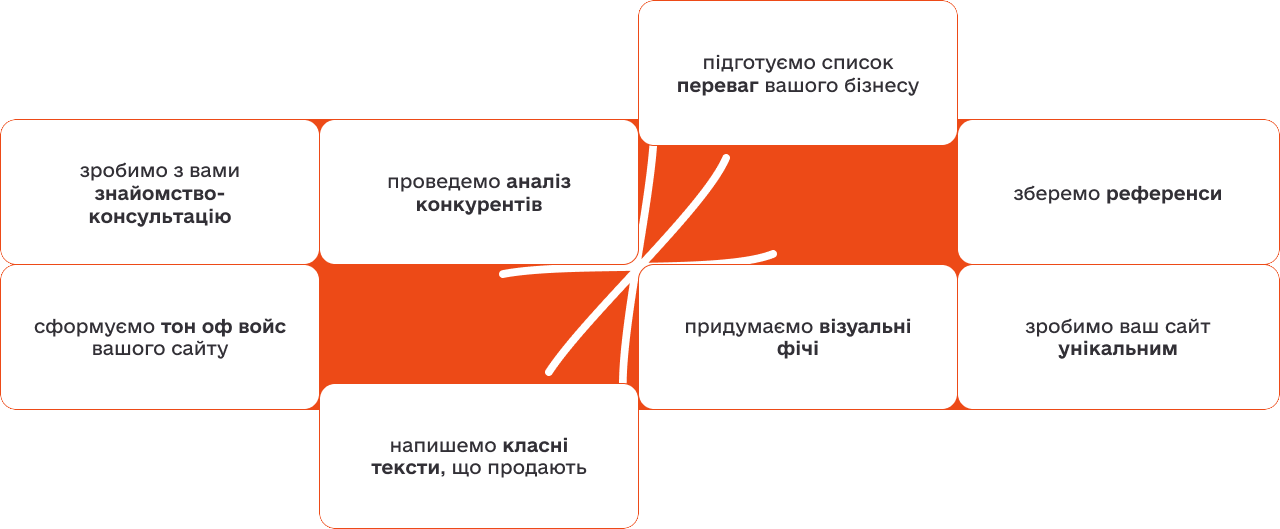 підготуємо список
переваг вашого бізнесу
зробимо з вами
знайомство-
консультацію
проведемо аналіз
конкурентів
зберемо референси
сформуємо тон оф войс
вашого сайту
придумаємо візуальні
фічі
зробимо ваш сайт
унікальним
напишемо класні
тексти, що продають